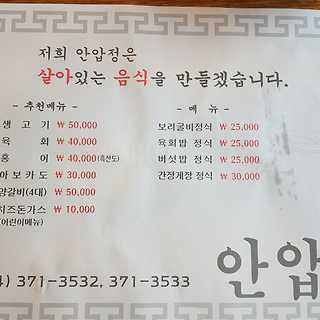 저희 안압정은
살아있는 음식을 만들겠습니다.
- 추천메뉴 -
생 고 기 ₩ 50,000
육 회 ₩ 40,000
홍 어 ₩ 40,000(흑산도)
아 보 카 도 ₩ 30,000
양갈비(4대) ₩ 50,000
치즈돈가스 ₩ 10,000
(어린이메뉴)
- 메 뉴 -
보리굴비정식 ₩ 25,000
육회밥 정식 ₩ 25,000
버섯밥 정식 ₩ 25,000
간장게장 정식 ₩ 30,000
안압
4) 371-3532, 371-3533